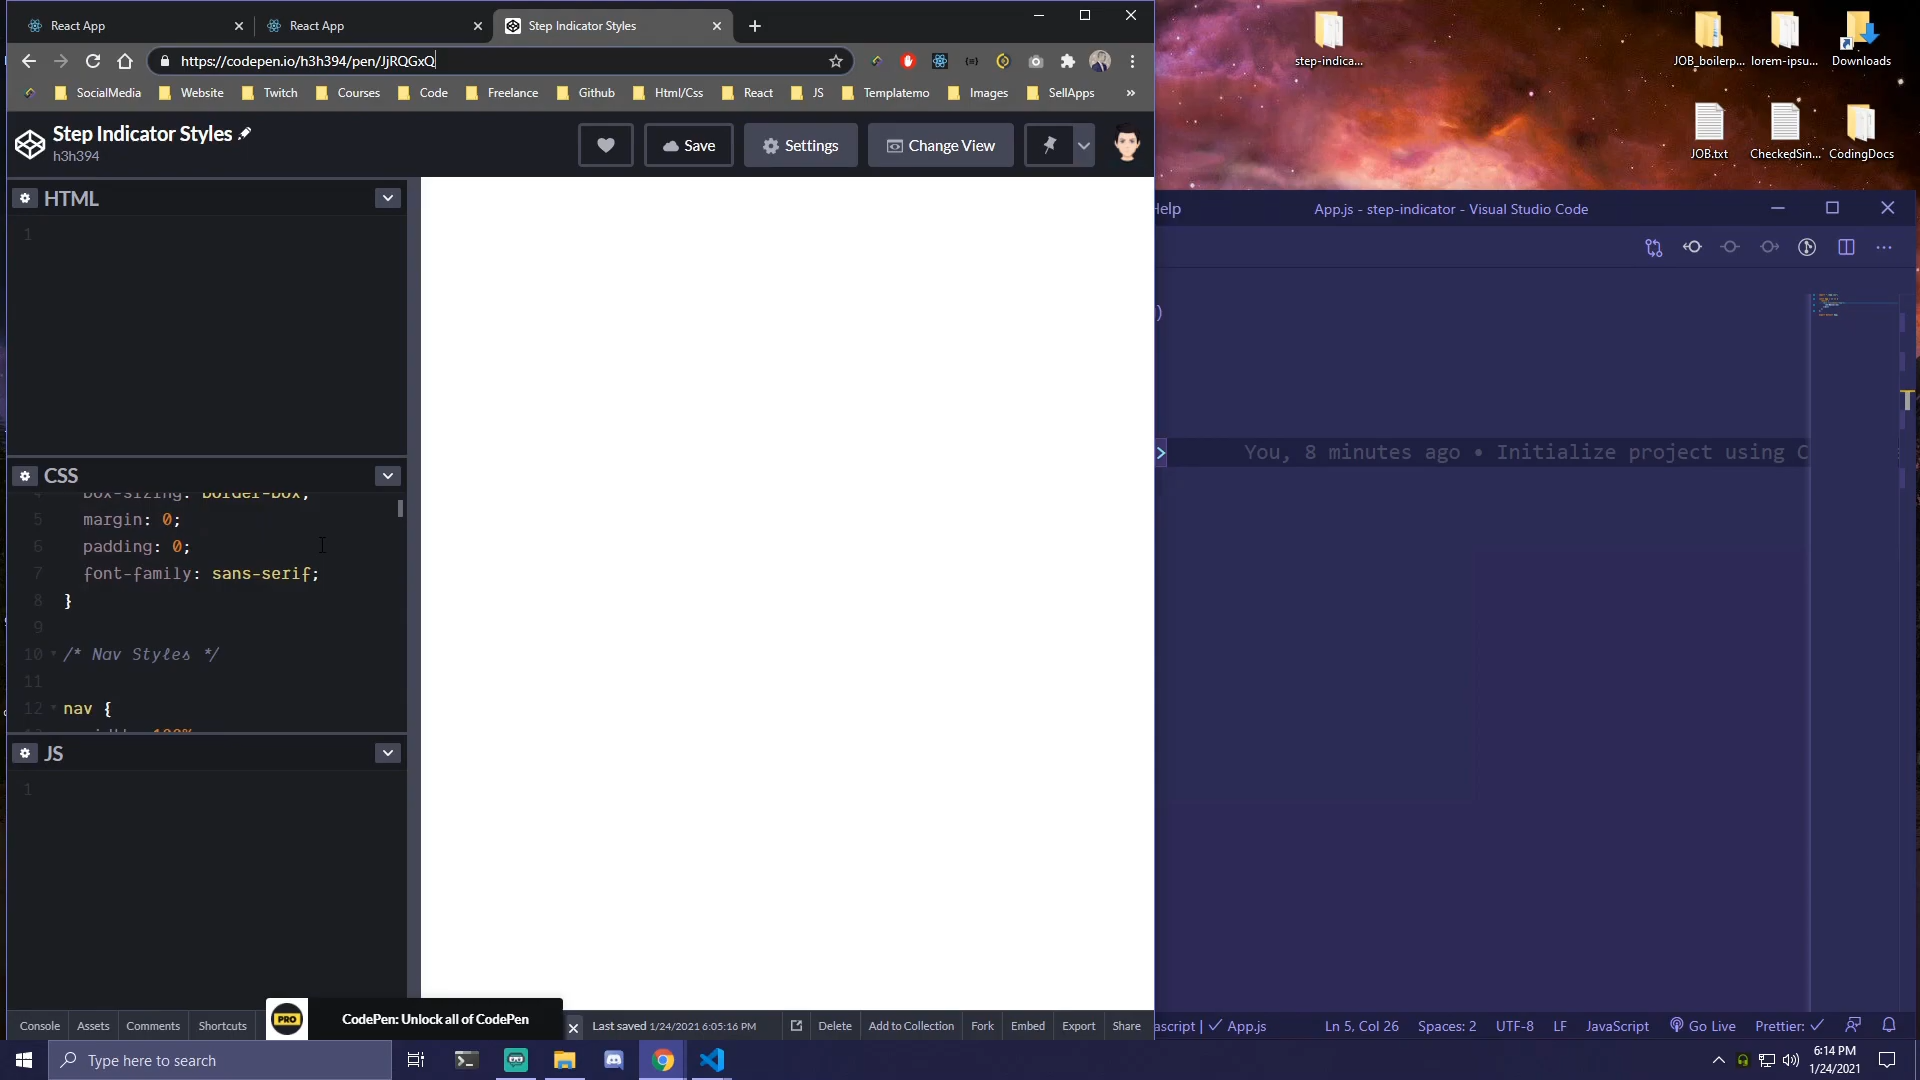 React App
React App
Step Indicator Styles
https://codepen.io/h3h394/pen/JjRQGxQ
SocialMedia
Website
Twitch
Courses
Code
Freelance
Github
Html/Css
React
JS
Templatemo
Images
SellApps
»
Step Indicator Styles
h3h394
Save
Settings
Change View
HTML
1
CSS
4 box-sizing: border-box;
5 margin: 0;
6 padding: 0;
7 font-family: sans-serif;
8 }
9
10 /* Nav Styles */
11
12 nav {
JS
1
PRO
CodePen: Unlock all of CodePen
Console
Assets
Comments
Shortcuts
Last saved 1/24/2021 6:05:16 PM
Delete
Add to Collection
Fork
Embed
Export
Share
step-indica...
JOB_boilerp...
lorem-ipsu...
Downloads
JOB.txt
CheckedSin...
CodingDocs
Help
App.js - step-indicator - Visual Studio Code
)
>
You, 8 minutes ago • Initialize project using C
ascript | ✓ App.js
Ln 5, Col 26
Spaces: 2
UTF-8
LF
JavaScript
Go Live
Prettier: ✓
Type here to search
6:14 PM
1/24/2021